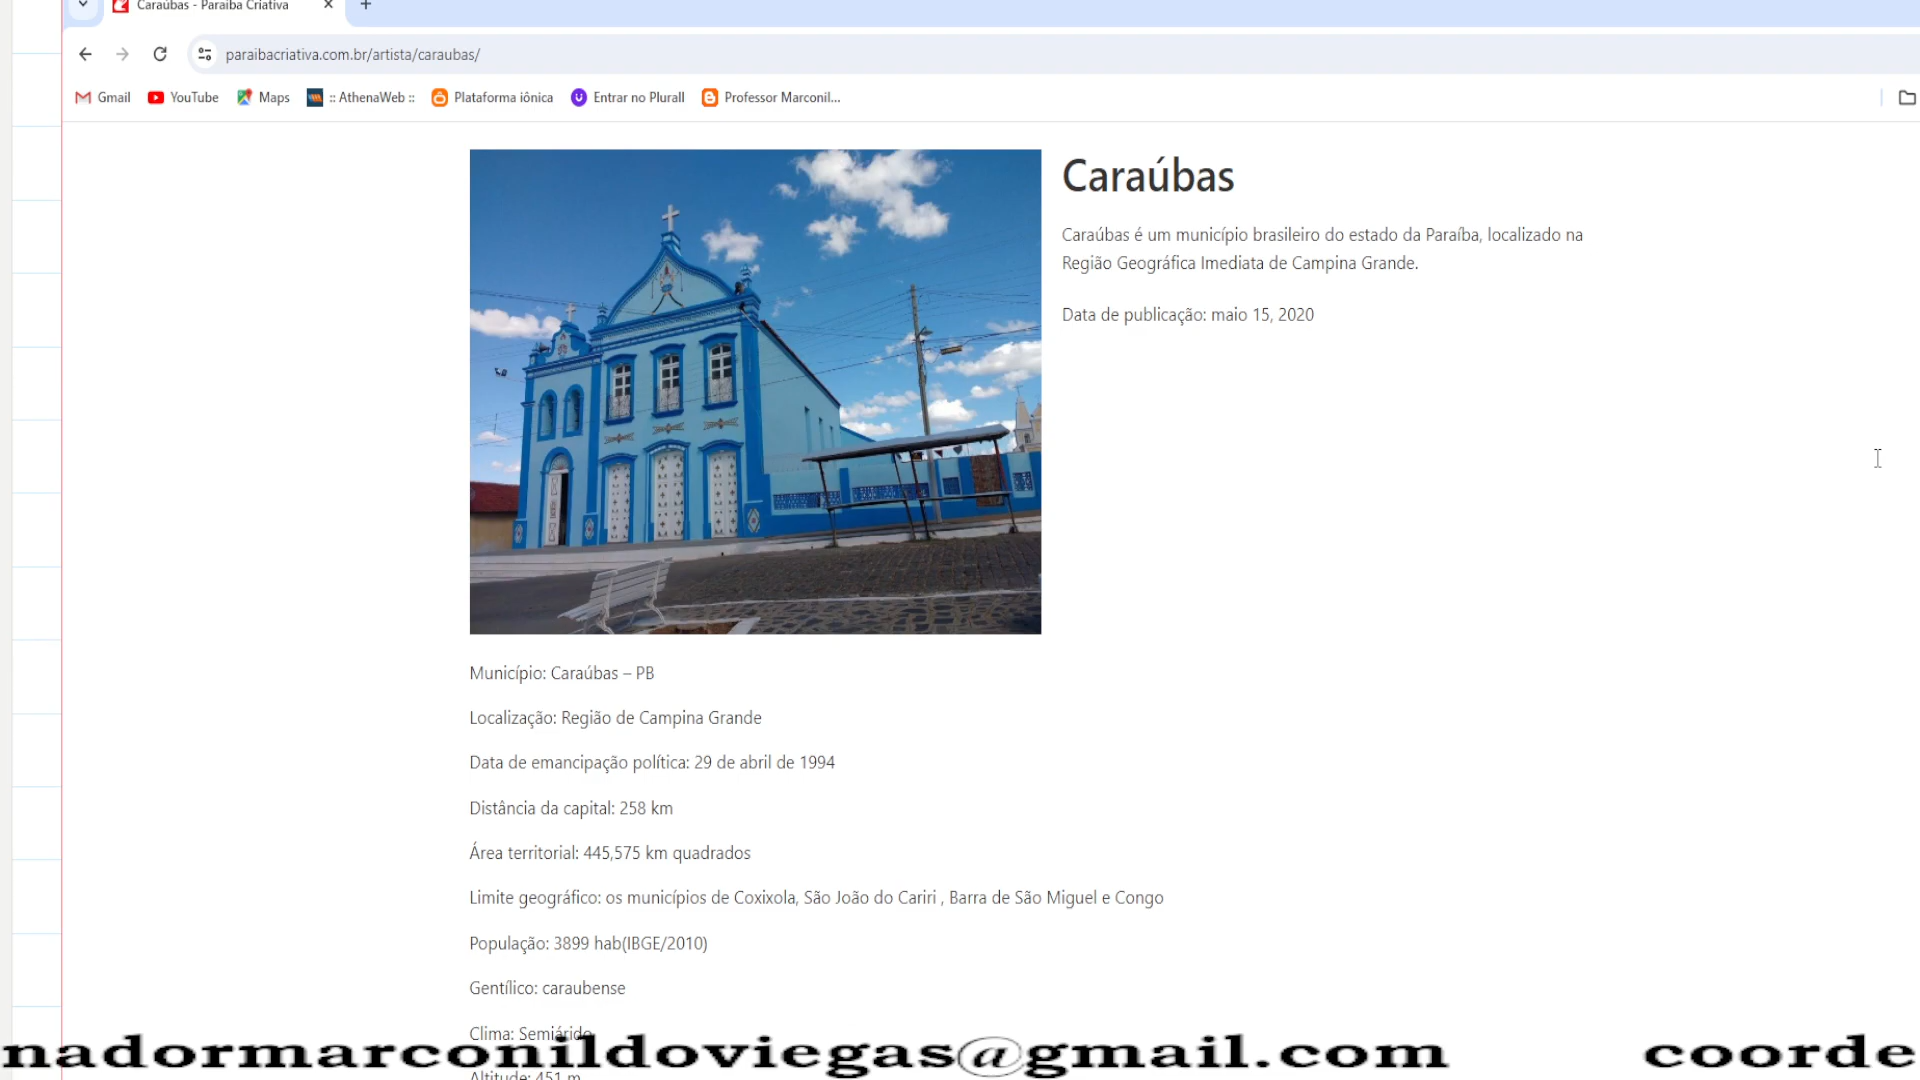 Caraúbas - Paraíba Criativa
paraibacriativa.com.br/artista/caraubas/
Gmail YouTube Maps :: AthenaWeb :: Plataforma iônica Entrar no Plurall Professor Marconil...
Caraúbas
Caraúbas é um município brasileiro do estado da Paraíba, localizado na
Região Geográfica Imediata de Campina Grande.
Data de publicação: maio 15, 2020
Município: Caraúbas – PB
Localização: Região de Campina Grande
Data de emancipação política: 29 de abril de 1994
Distância da capital: 258 km
Área territorial: 445,575 km quadrados
Limite geográfico: os municípios de Coxixola, São João do Cariri , Barra de São Miguel e Congo
População: 3899 hab(IBGE/2010)
Gentílico: caraubense
Clima: Semiárido
nadormarconildoviegas@gmail.com coorde
Altitude: 451 m